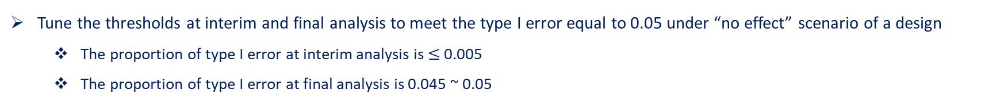 ➢ Tune the thresholds at interim and final analysis to meet the type I error equal to 0.05 under “no effect” scenario of a design
❖ The proportion of type I error at interim analysis is ≤ 0.005
❖ The proportion of type I error at final analysis is 0.045 ~ 0.05